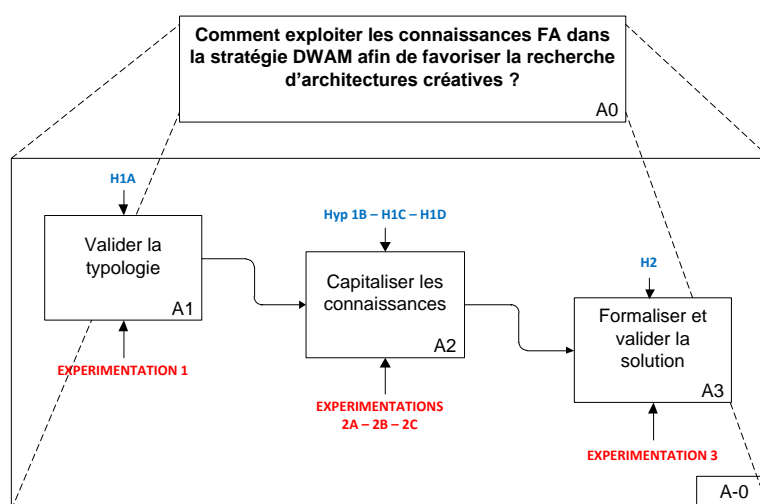 Comment exploiter les connaissances FA dans
la stratégie DWAM afin de favoriser la recherche
d'architectures créatives ?
A0
H1A
Valider la
typologie
A1
EXPERIMENTATION 1
Hyp 1B – H1C – H1D
Capitaliser les
connaissances
A2
EXPERIMENTATIONS
2A – 2B – 2C
H2
Formaliser et
valider la
solution
A3
EXPERIMENTATION 3
A-0